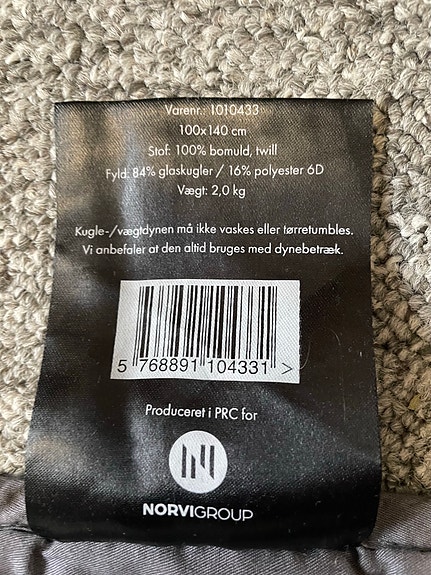 Varenr.: 1010433
100x140 cm
Stof: 100% bomuld, twill
Fyld: 84% glaskugler / 16% polyester 6D
Vægt: 2,0 kg
Kugle-/vægtdynen må ikke vaskes eller tørretumbles.
Vi anbefaler at den altid bruges med dynebetræk.
5 768891 104331 >
Produceret i PRC for
NORVIGROUP